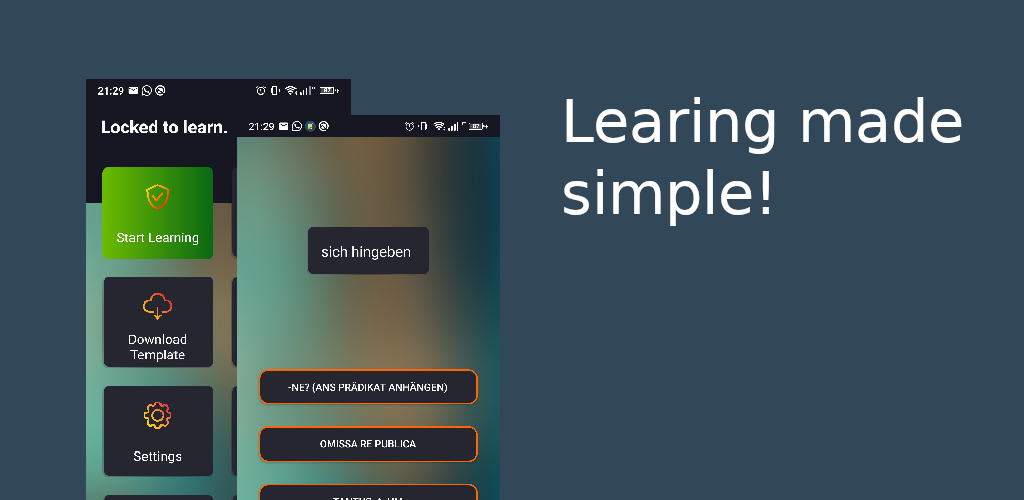 21:29
Locked to learn.
Start Learning
Download
Template
Settings
21:29
sich hingeben
-NE? (ANS PRÄDIKAT ANHÄNGEN)
OMISSA RE PUBLICA
Learing made
simple!